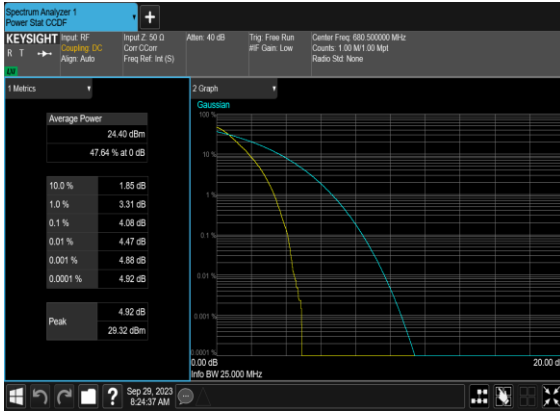 Spectrum Analyzer 1
Power Stat CCDF
+
KEYSIGHT
R T
Input: RF
Coupling: DC
Align: Auto
Input Z: 50 Ω
Corr CCorr
Freq Ref: Int (S)
Atten: 40 dB
Trig: Free Run
#IF Gain: Low
Center Freq: 680.500000 MHz
Counts: 1.00 M/1.00 Mpt
Radio Std: None
1 Metrics
Average Power
24.40 dBm
47.64 % at 0 dB
10.0 % 1.85 dB
1.0 % 3.31 dB
0.1 % 4.08 dB
0.01 % 4.47 dB
0.001 % 4.88 dB
0.0001 % 4.92 dB
Peak
4.92 dB
29.32 dBm
2 Graph
Gaussian
100 %
10 %
1 %
0.1 %
0.01 %
0.001 %
0.0001 %
0.00 dB
20.00 d
Info BW 25.000 MHz
?
Sep 29, 2023
8:24:37 AM